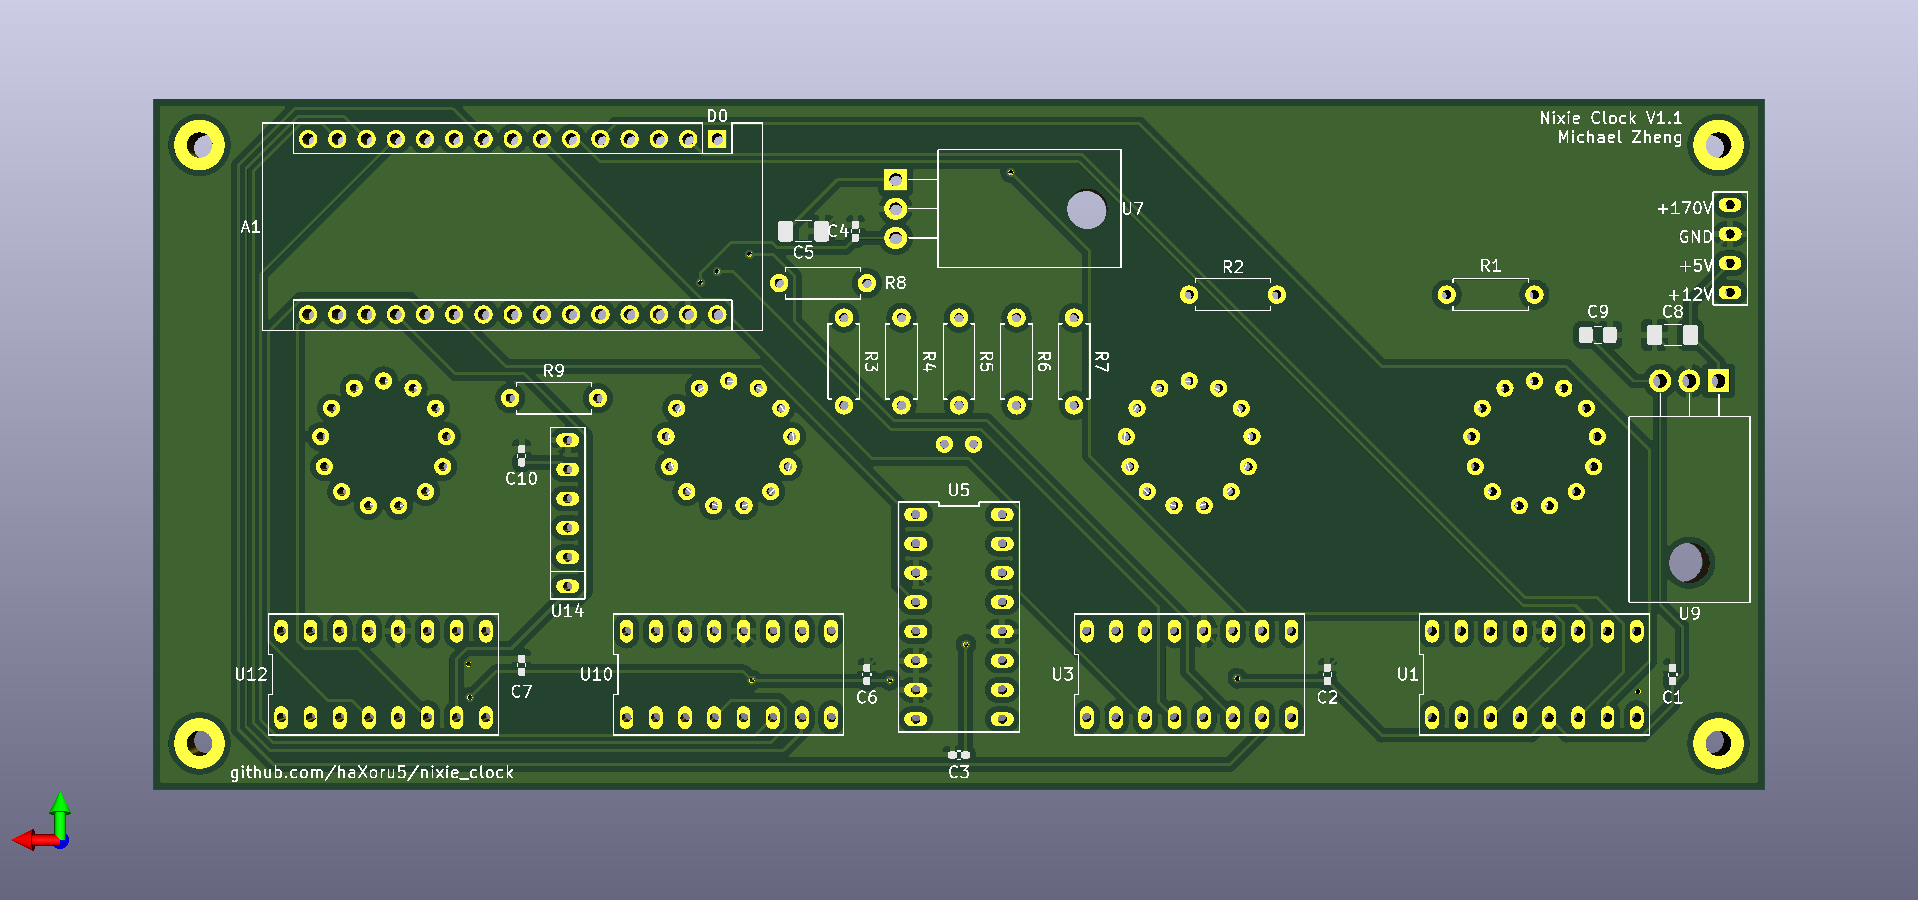 D0
Nixie Clock V1.1
Michael Zheng
A1
C5
C4
U7
+170V
GND
+5V
+12V
R8
R2
R1
C9
C8
R3
R4
R5
R6
R7
R9
C10
U5
U14
U9
U12
C7
U10
C6
U3
C2
U1
C1
C3
github.com/haXoru5/nixie_clock